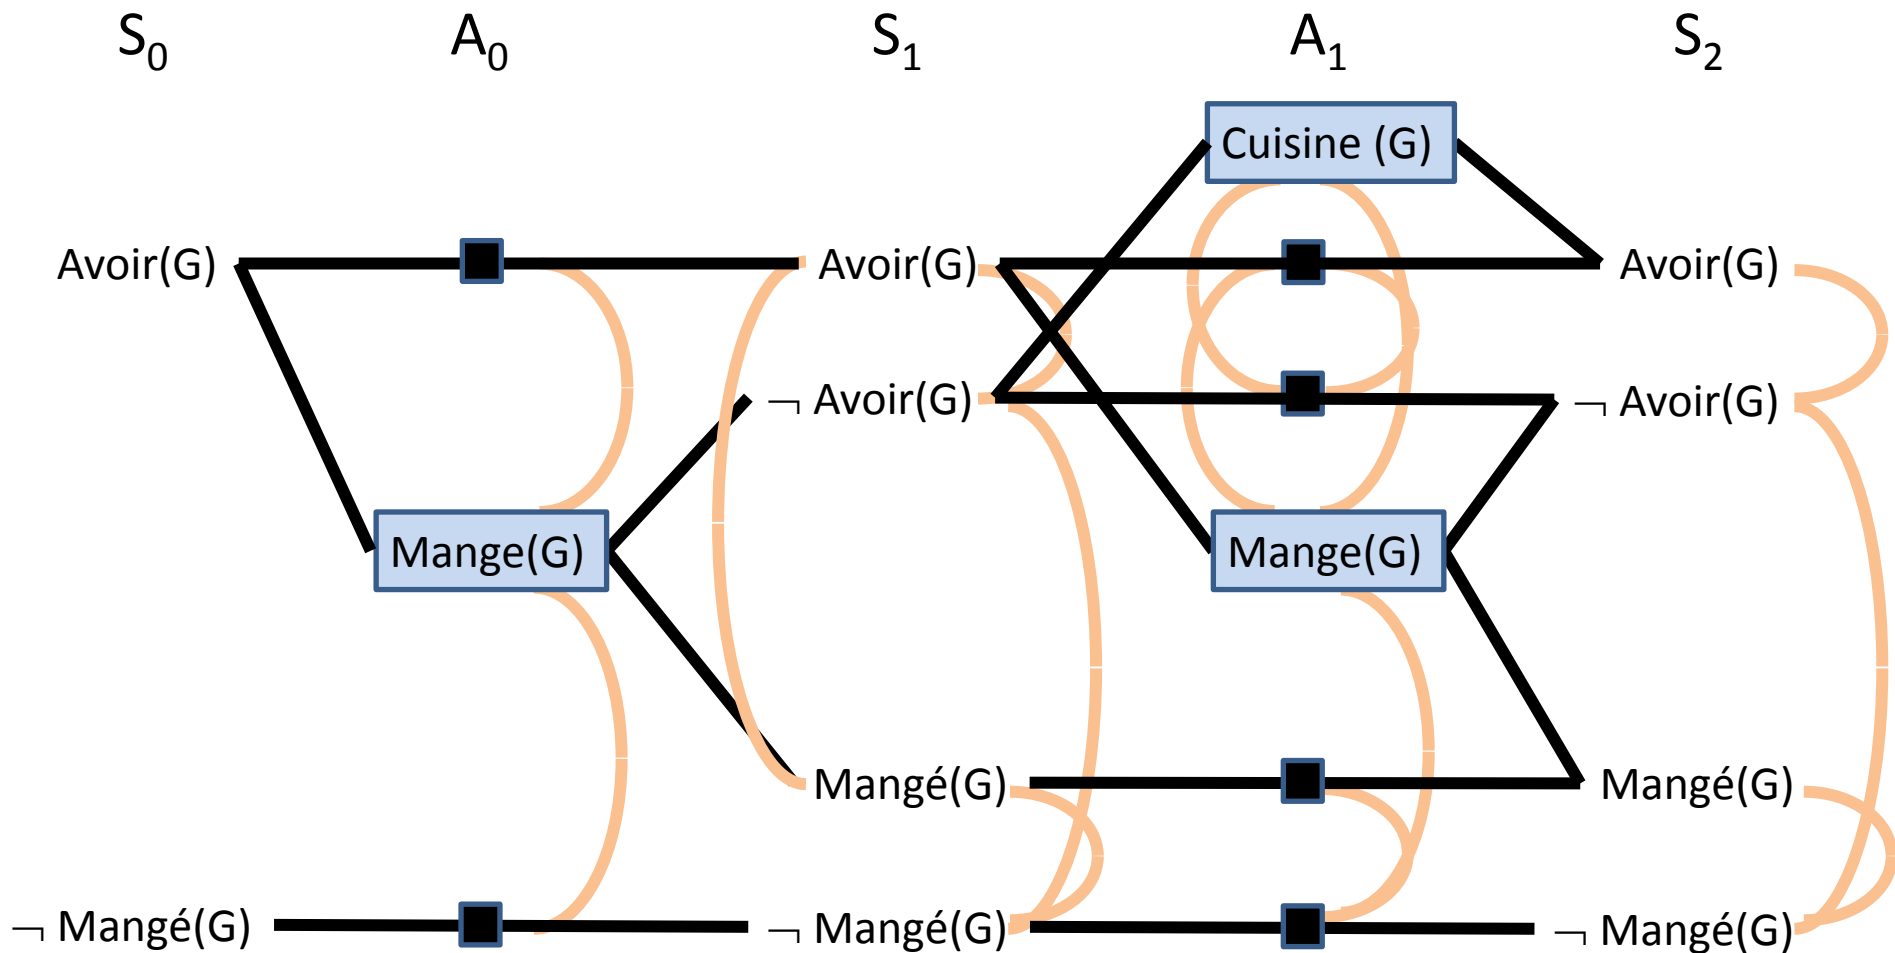 S0 A0 S1 A1 S2
Cuisine (G)
Avoir(G) Avoir(G) Avoir(G)
¬ Avoir(G) ¬ Avoir(G)
Mange(G) Mange(G)
Mangé(G) Mangé(G)
¬ Mangé(G) ¬ Mangé(G) ¬ Mangé(G)